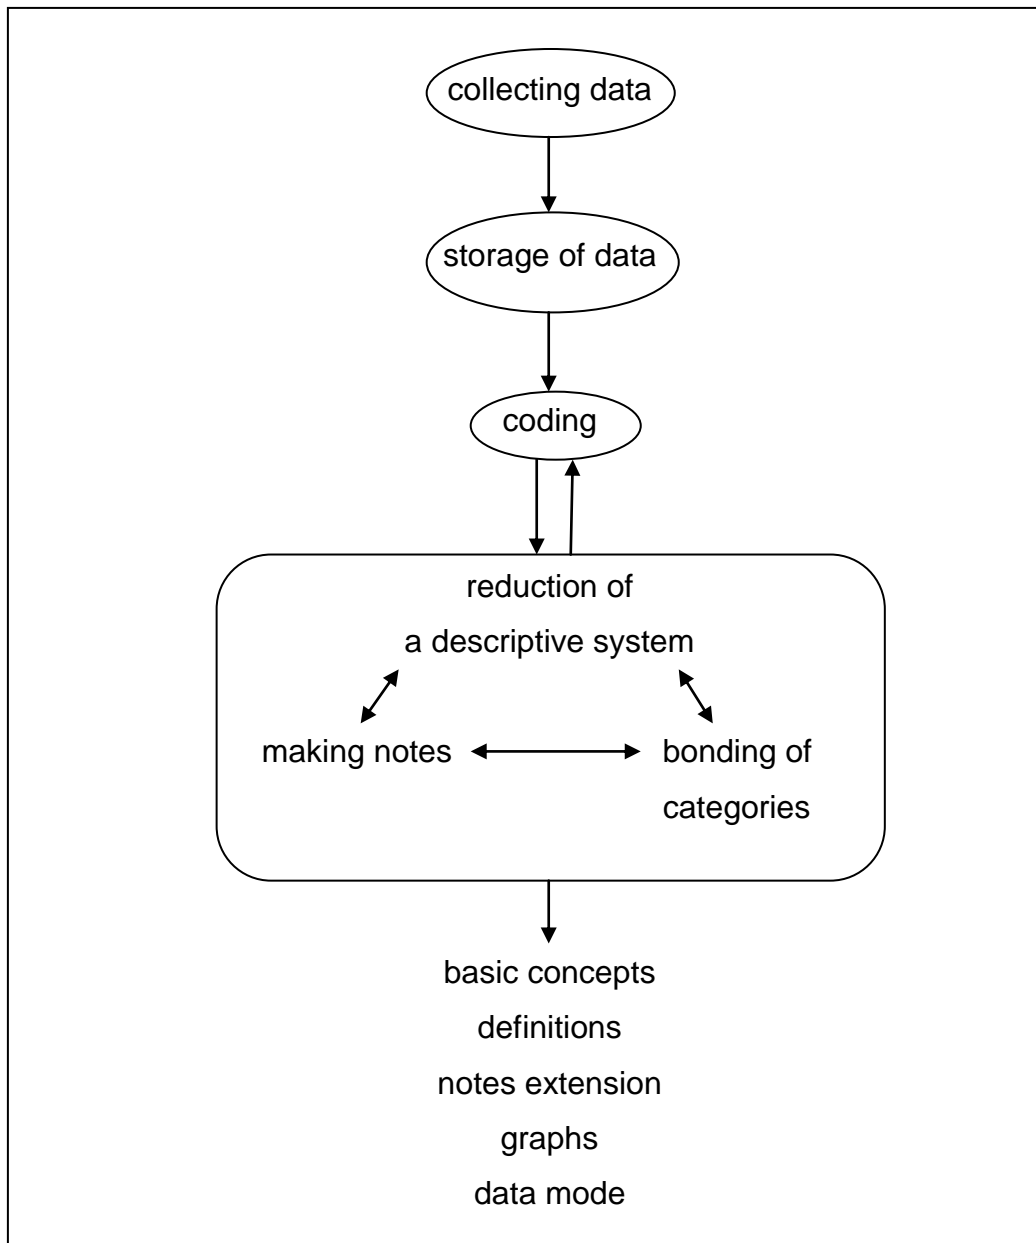 collecting data
storage of data
coding
reduction of
a descriptive system
making notes
bonding of
categories
basic concepts
definitions
notes extension
graphs
data mode